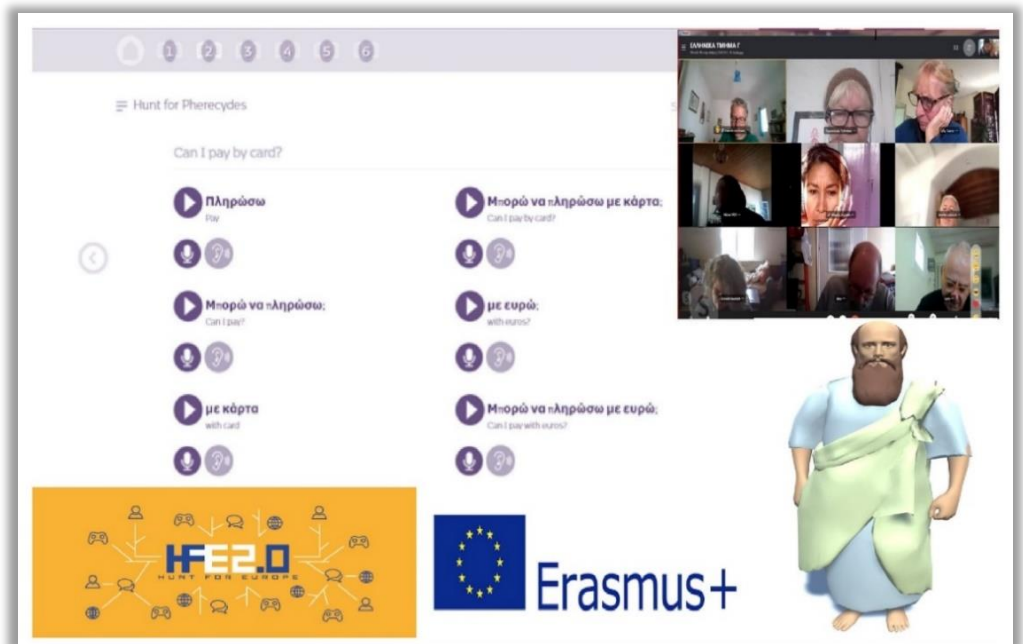 1 2 3 4 5 6
Hunt for Pherecydes
Can I pay by card?
Πληρώσω
Pay
Μπορώ να πληρώσω;
Can I pay?
με κάρτα
with card
Μπορώ να πληρώσω με κάρτα;
Can I pay by card?
με ευρώ;
with euros?
Μπορώ να πληρώσω με ευρώ;
Can I pay with euros?
ΕΛΛΗΝΙΚΑ ΤΜΗΜΑ Γ
HFE2.0
HUNT FOR EUROPE
Erasmus+